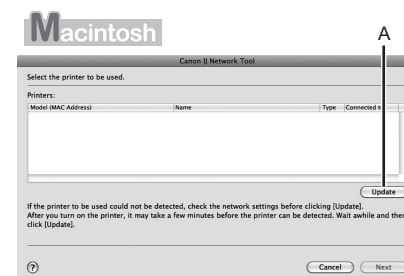 Macintosh
A
Canon IJ Network Tool
Select the printer to be used.
Printers:
Model (MAC Address) Name Type Connected
Update
If the printer to be used could not be detected, check the network settings before clicking [Update].
After you turn on the printer, it may take a few minutes before the printer can be detected. Wait awhile and then
click [Update].
? Cancel Next